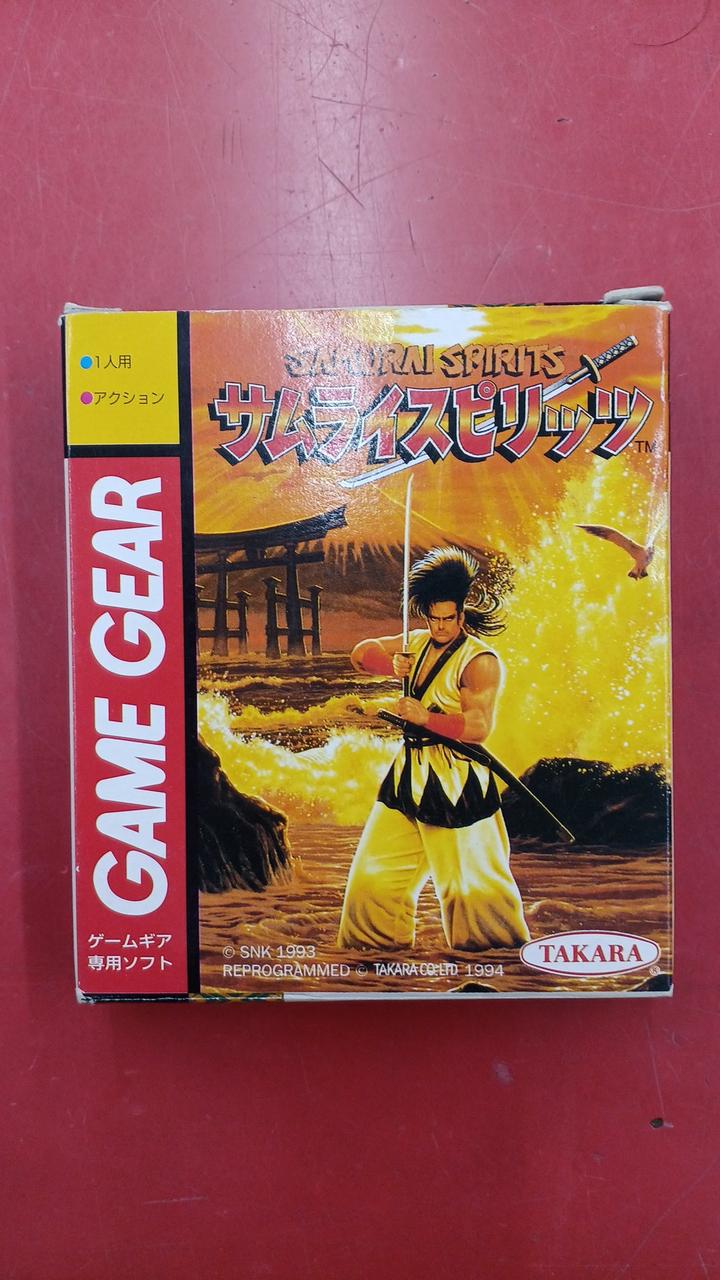 ●1人用
●アクション
GAME GEAR
ゲームギア
専用ソフト
SAMURAI SPIRITS
サムライスピリッツ
TM
© SNK 1993
REPROGRAMMED © TAKARA CO.,LTD. 1994
TAKARA
®